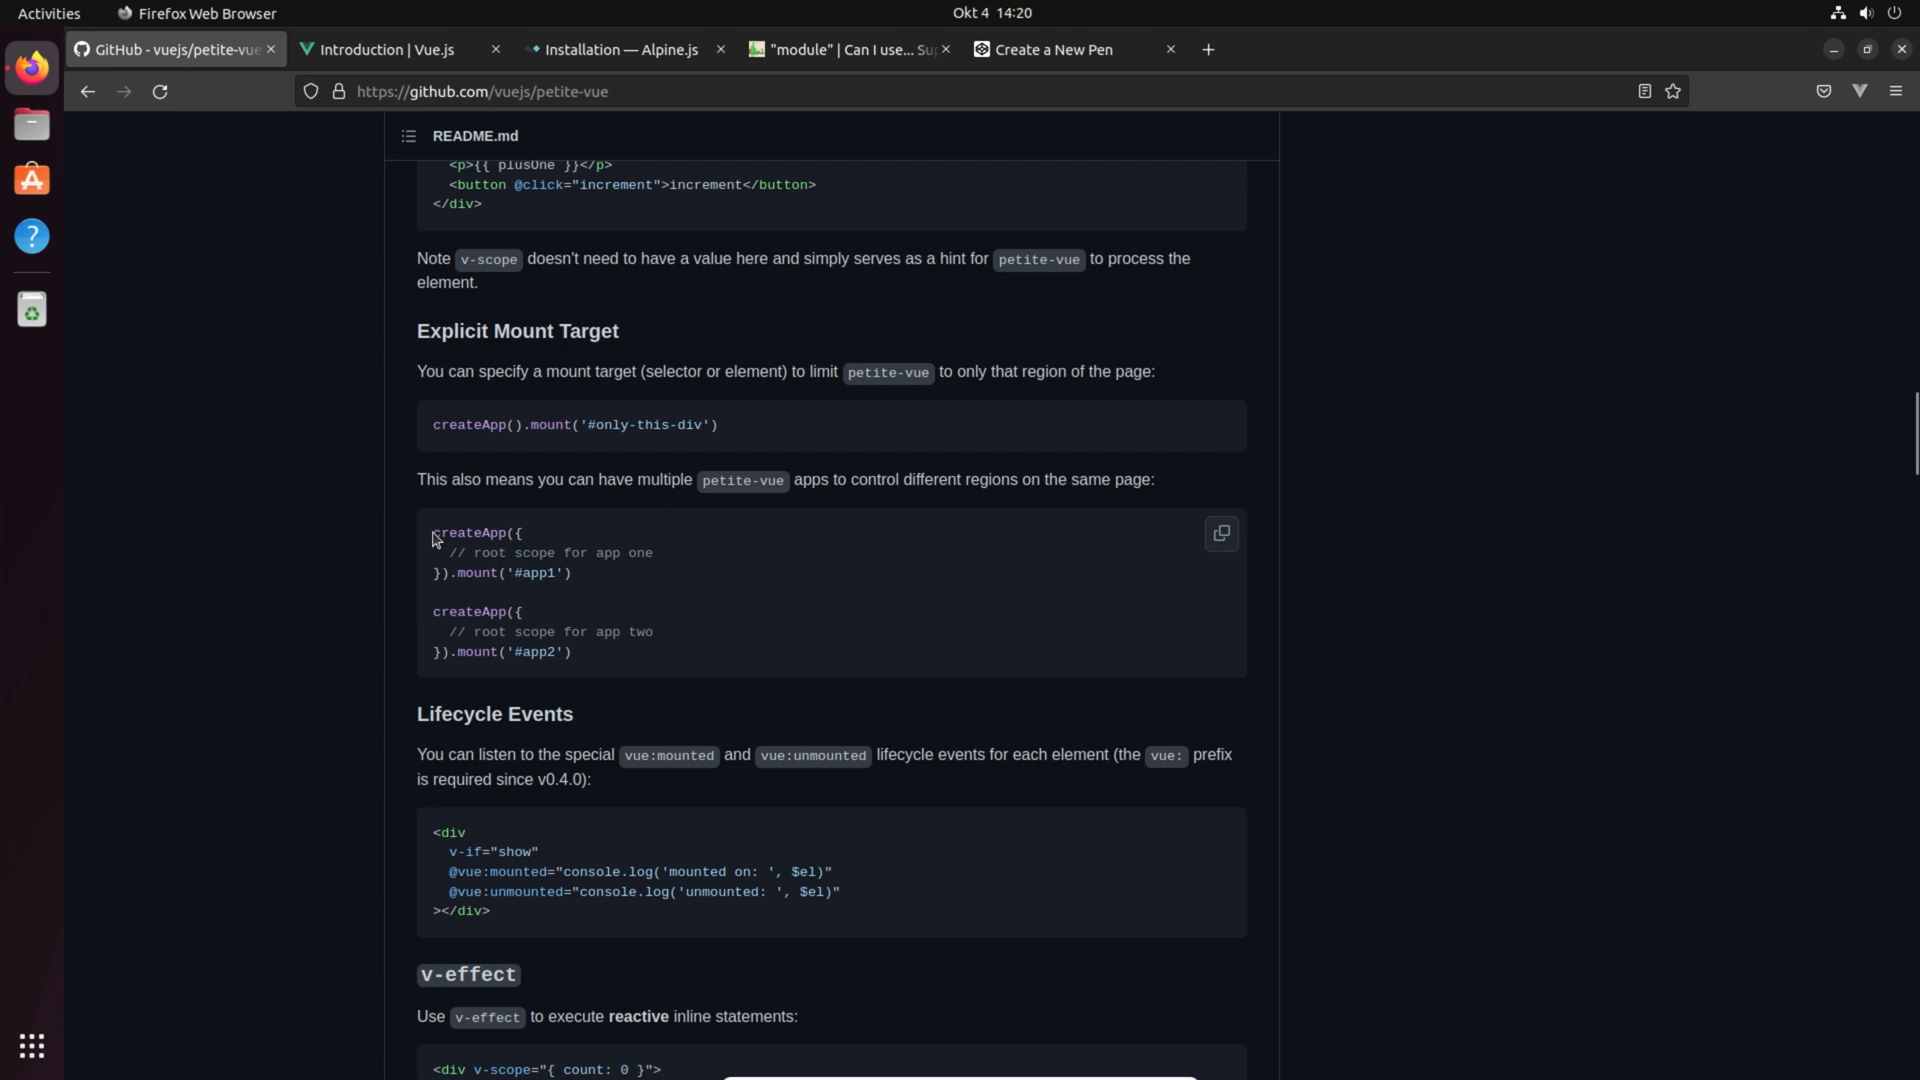 Activities
Firefox Web Browser
Okt 4 14:20
GitHub - vuejs/petite-vue
Introduction | Vue.js
Installation — Alpine.js
"module" | Can I use... Sup
Create a New Pen
https://github.com/vuejs/petite-vue
README.md
<p>{{ plusOne }}</p>
<button @click="increment">increment</button>
</div>
Note v-scope doesn't need to have a value here and simply serves as a hint for petite-vue to process the
element.
Explicit Mount Target
You can specify a mount target (selector or element) to limit petite-vue to only that region of the page:
createApp().mount('#only-this-div')
This also means you can have multiple petite-vue apps to control different regions on the same page:
createApp({
// root scope for app one
}).mount('#app1')
createApp({
// root scope for app two
}).mount('#app2')
Lifecycle Events
You can listen to the special vue:mounted and vue:unmounted lifecycle events for each element (the vue: prefix
is required since v0.4.0):
<div
v-if="show"
@vue:mounted="console.log('mounted on: ', $el)"
@vue:unmounted="console.log('unmounted: ', $el)"
></div>
v-effect
Use v-effect to execute reactive inline statements:
<div v-scope="{ count: 0 }">